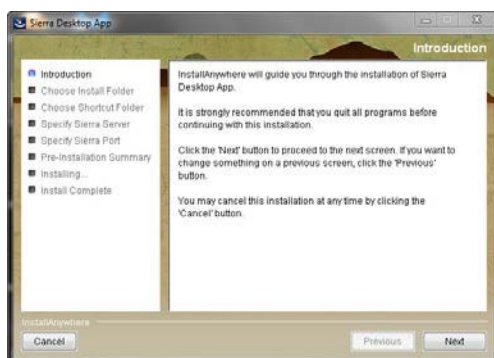 Sierra Desktop App
Introduction
Introduction
Choose Install Folder
Choose Shortcut Folder
Specify Sierra Server
Specify Sierra Port
Pre-Installation Summary
Installing...
Install Complete
InstallAnywhere will guide you through the installation of Sierra
Desktop App.
It is strongly recommended that you quit all programs before
continuing with this installation.
Click the 'Next' button to proceed to the next screen. If you want to
change something on a previous screen, click the 'Previous'
button.
You may cancel this installation at any time by clicking the
'Cancel' button.
InstallAnywhere
Cancel
Previous
Next